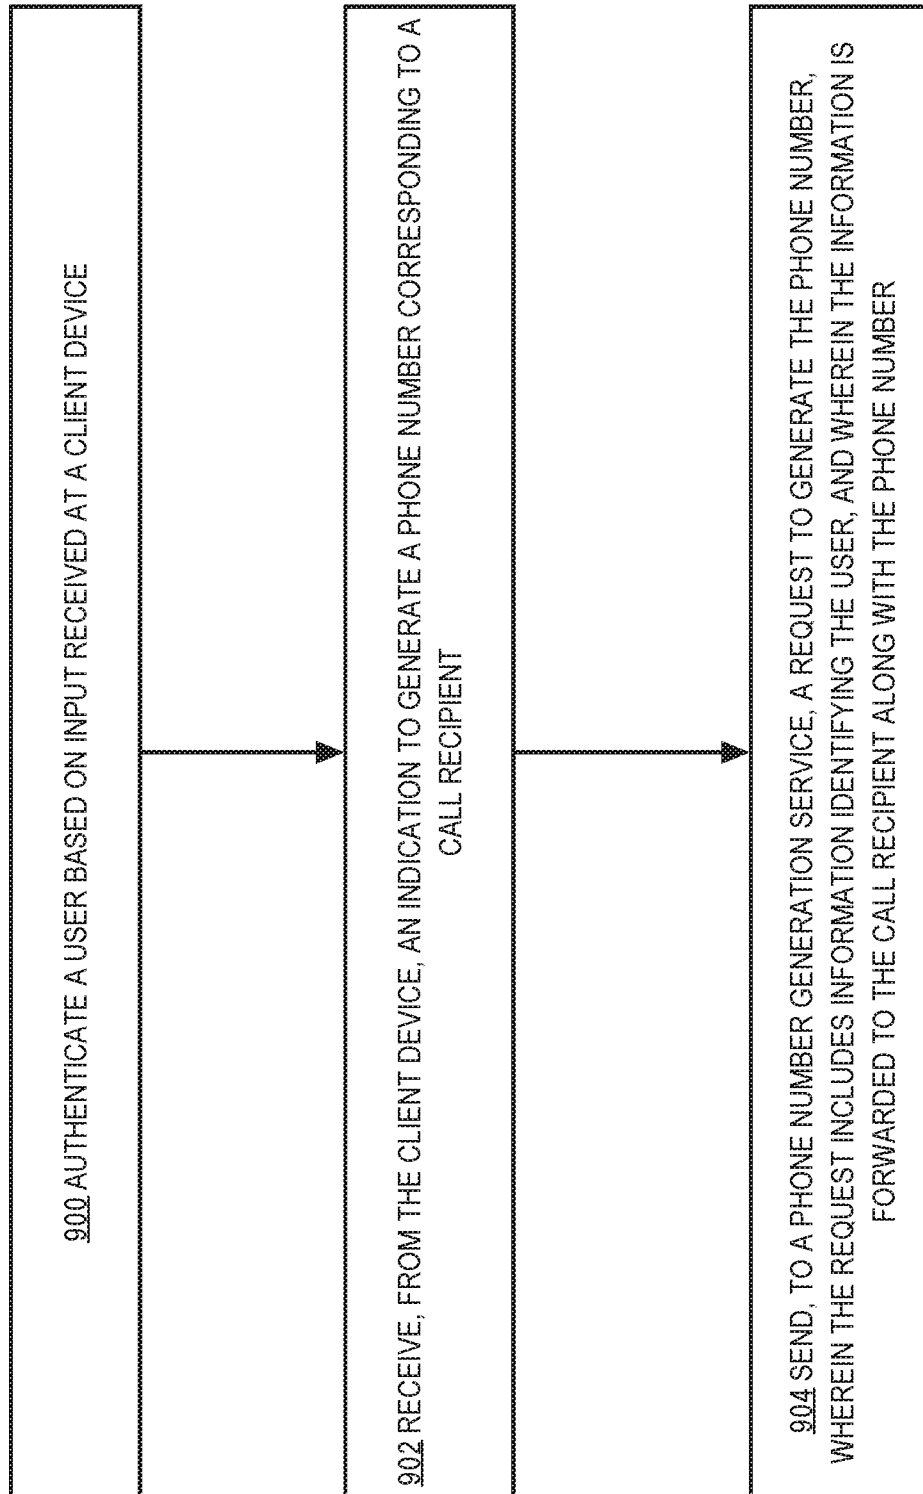 900 AUTHENTICATE A USER BASED ON INPUT RECEIVED AT A CLIENT DEVICE
902 RECEIVE, FROM THE CLIENT DEVICE, AN INDICATION TO GENERATE A PHONE NUMBER CORRESPONDING TO A
CALL RECIPIENT
904 SEND, TO A PHONE NUMBER GENERATION SERVICE, A REQUEST TO GENERATE THE PHONE NUMBER,
WHEREIN THE REQUEST INCLUDES INFORMATION IDENTIFYING THE USER, AND WHEREIN THE INFORMATION IS
FORWARDED TO THE CALL RECIPIENT ALONG WITH THE PHONE NUMBER